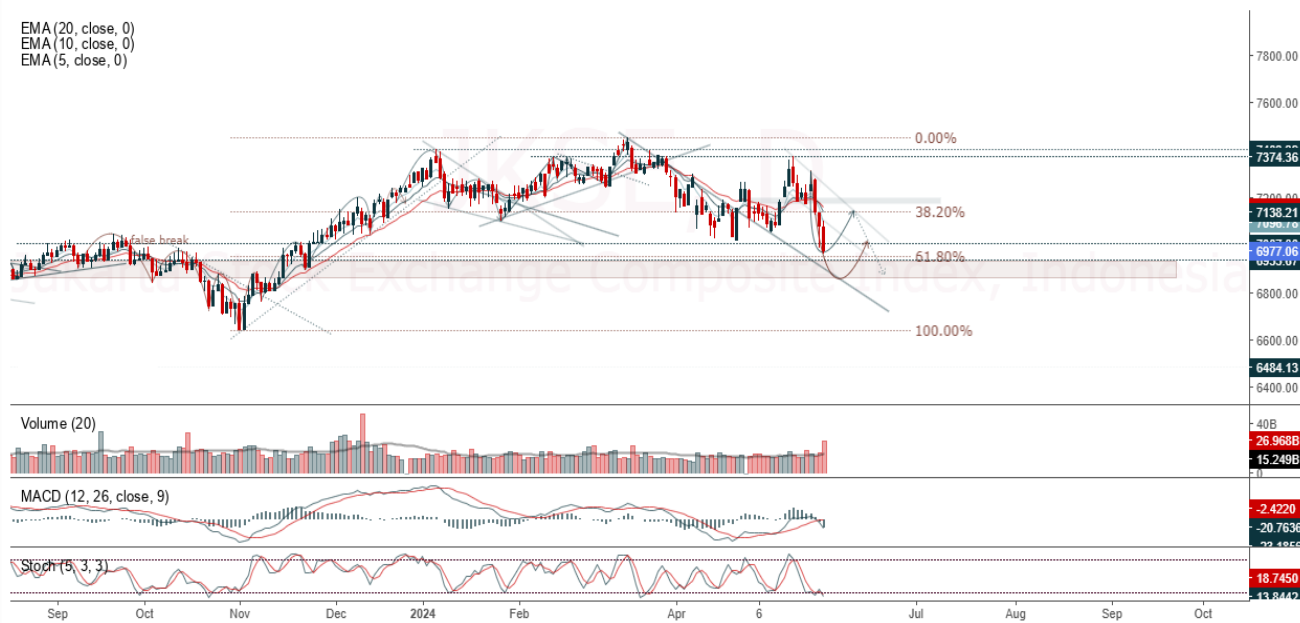 EMA (20, close, 0)
EMA (10, close, 0)
EMA (5, close, 0)
7800.00
7600.00
0.00%
7374.36
7200.00
38.20%
7138.21
false break
6977.06
61.80%
Exchange Composite Index, Indonesia
6800.00
100.00%
6600.00
6484.13
6400.00
Volume (20)
40B
26.968B
15.249B
0
MACD (12, 26, close, 9)
-2.4220
-20.7636
Stoch (5, 3, 3)
18.7450
13.8442
Sep Oct Nov Dec 2024 Feb Apr 6 Jul Aug Sep Oct